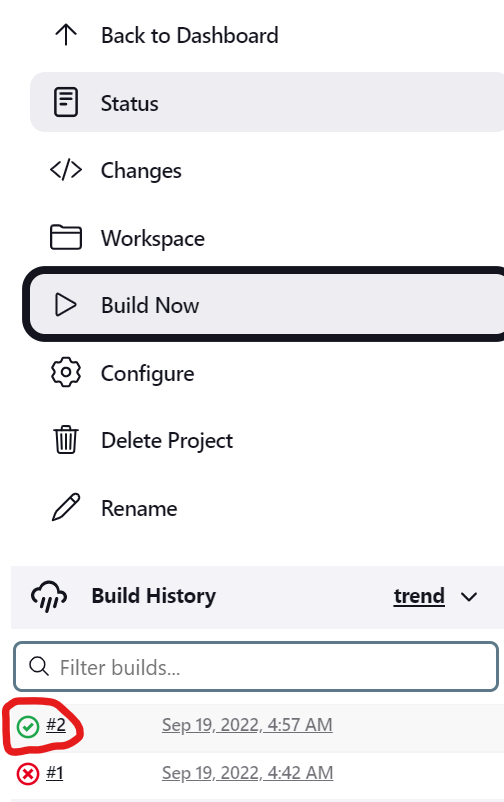 Back to Dashboard
Status
Changes
Workspace
Build Now
Configure
Delete Project
Rename
Build History trend
Filter builds...
#2 Sep 19, 2022, 4:57 AM
#1 Sep 19, 2022, 4:42 AM